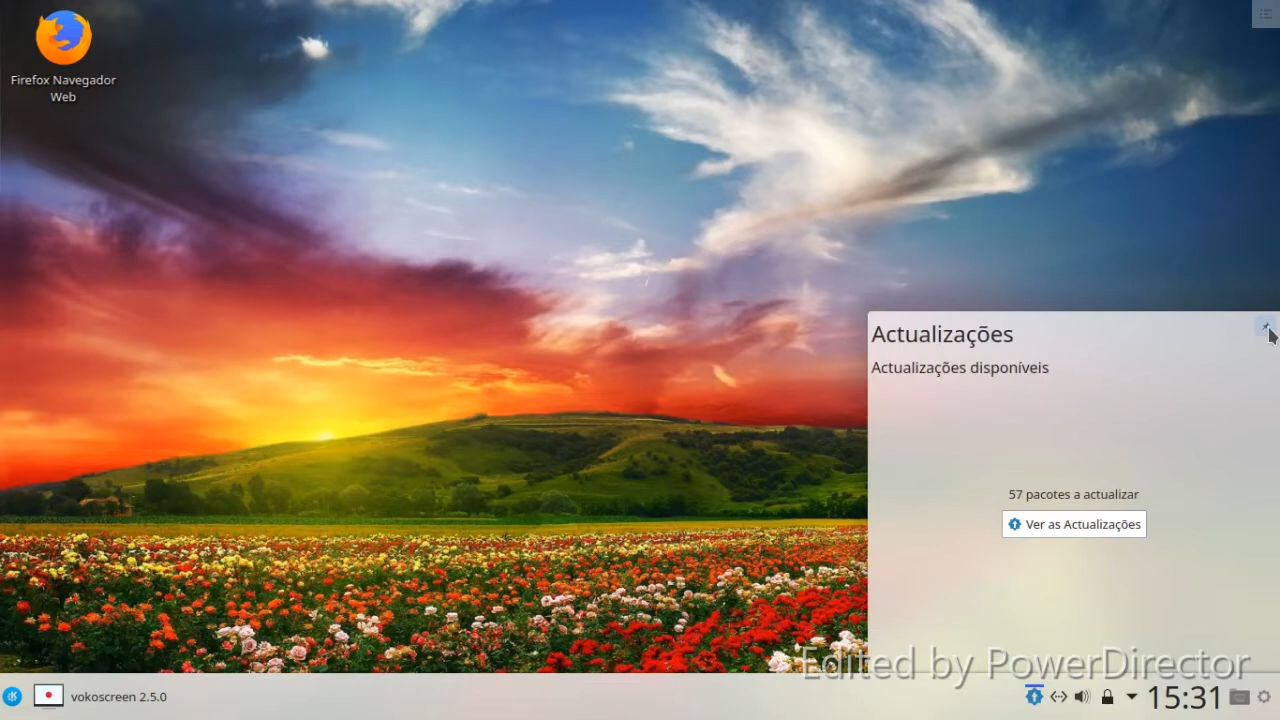 Firefox Navegador
Web
Actualizações
Actualizações disponíveis
57 pacotes a actualizar
Ver as Actualizações
Edited by PowerDirector
vokoscreen 2.5.0
15:31